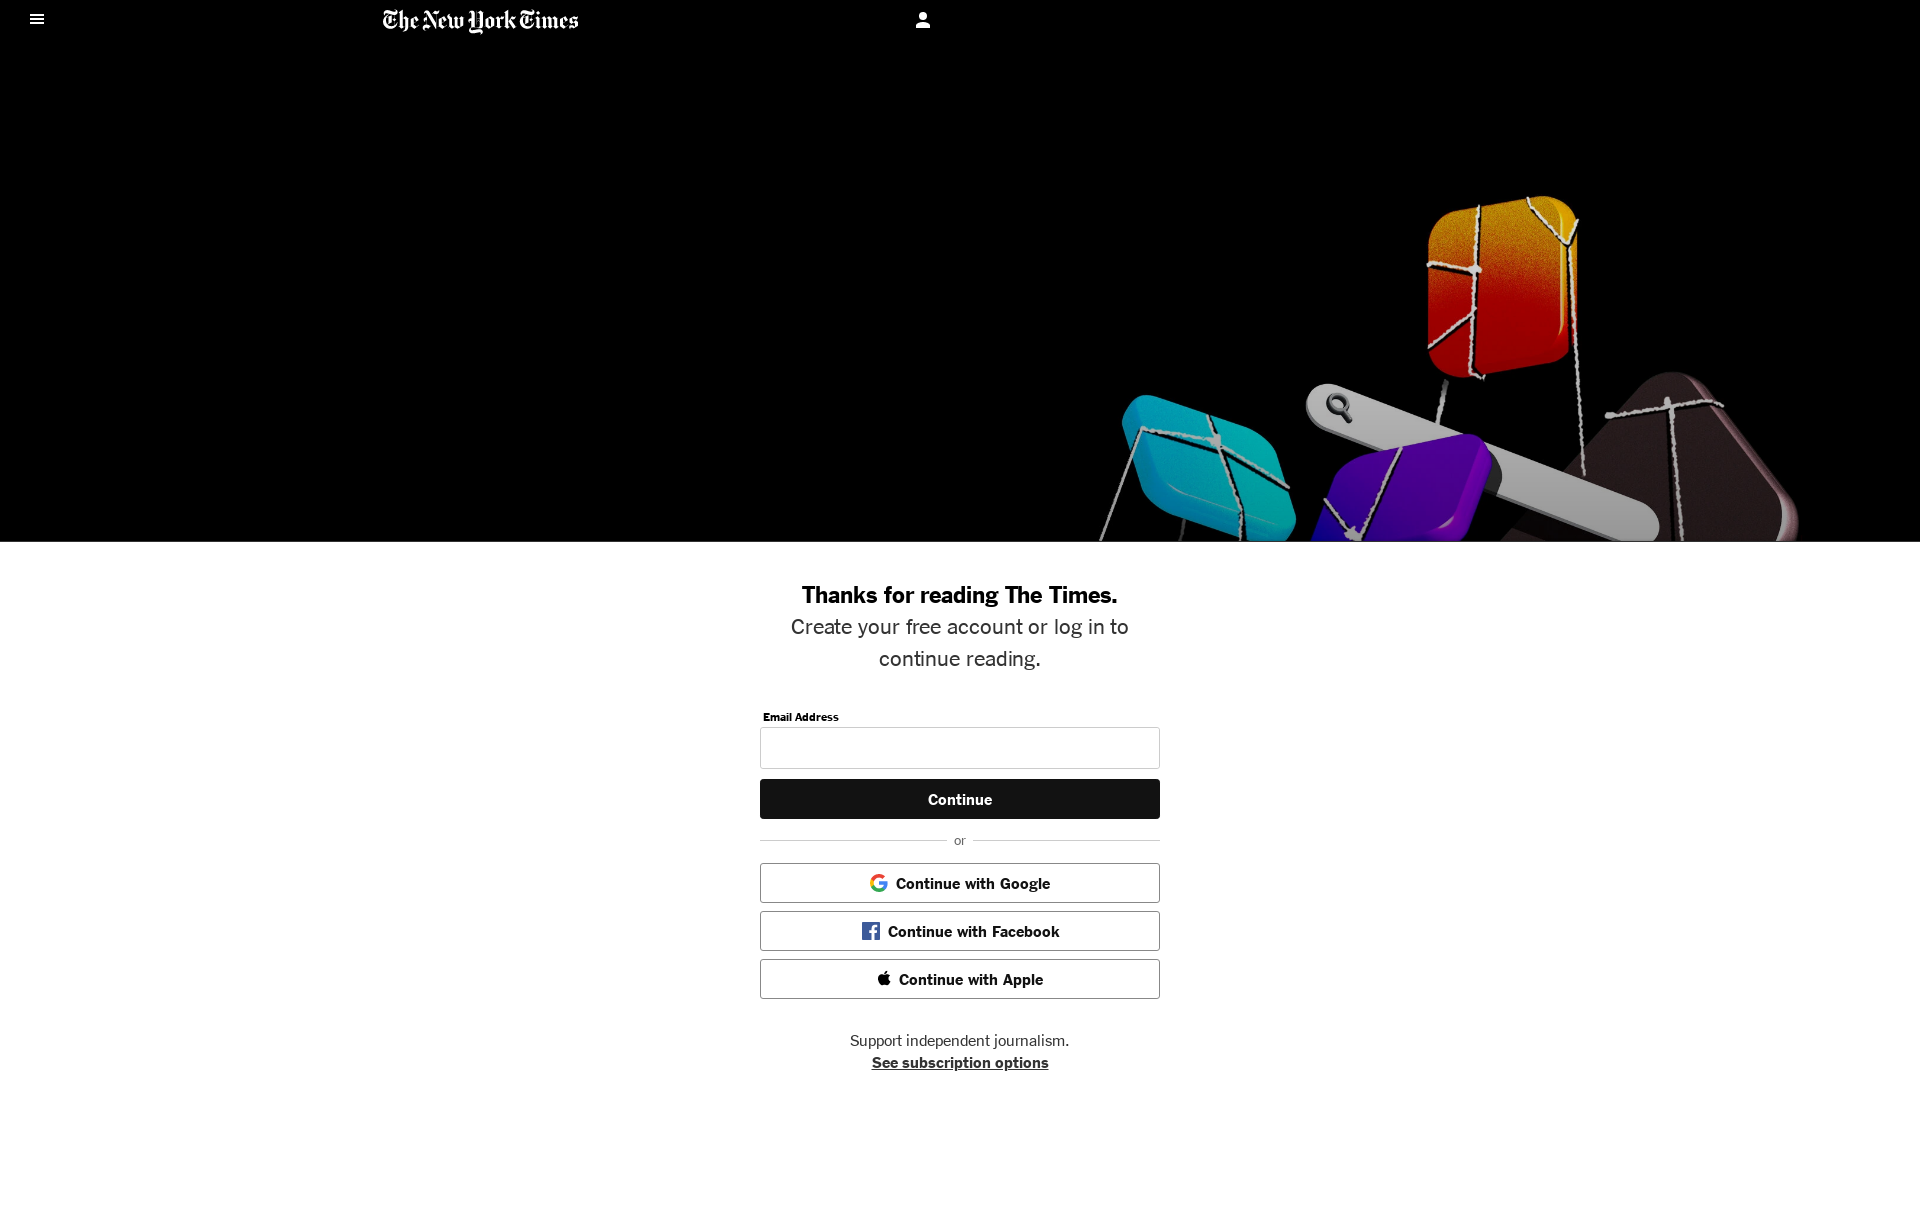 The New York Times
Thanks for reading The Times.
Create your free account or log in to
continue reading.
Email Address
Continue
or
Continue with Google
Continue with Facebook
Continue with Apple
Support independent journalism.
See subscription options